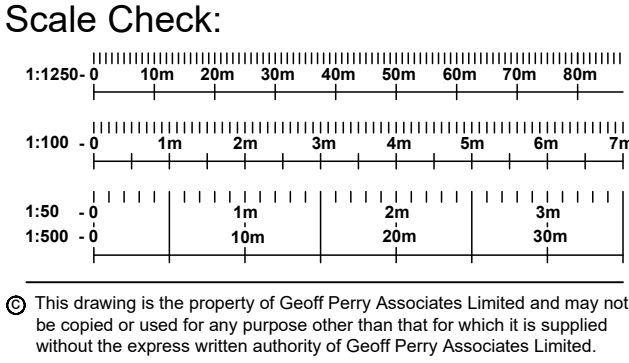 Scale Check:
1:1250- 0 10m 20m 30m 40m 50m 60m 70m 80m
1:100 - 0 1m 2m 3m 4m 5m 6m 7m
1:50 - 0 1m 2m 3m
1:500 - 0 10m 20m 30m
© This drawing is the property of Geoff Perry Associates Limited and may not
be copied or used for any purpose other than that for which it is supplied
without the express written authority of Geoff Perry Associates Limited.